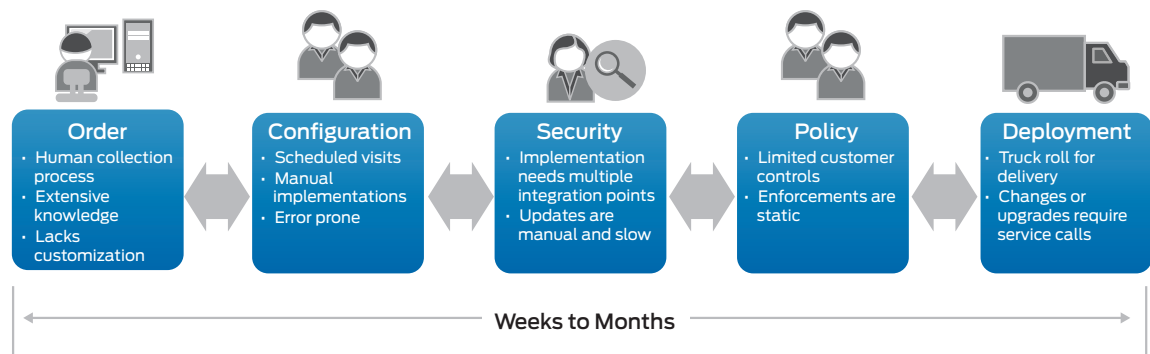 Order
· Human collection
process
· Extensive
knowledge
· Lacks
customization
Configuration
· Scheduled visits
· Manual
implementations
· Error prone
Security
· Implementation
needs multiple
integration points
· Updates are
manual and slow
Policy
· Limited customer
controls
· Enforcements are
static
Deployment
· Truck roll for
delivery
· Changes or
upgrades require
service calls
Weeks to Months